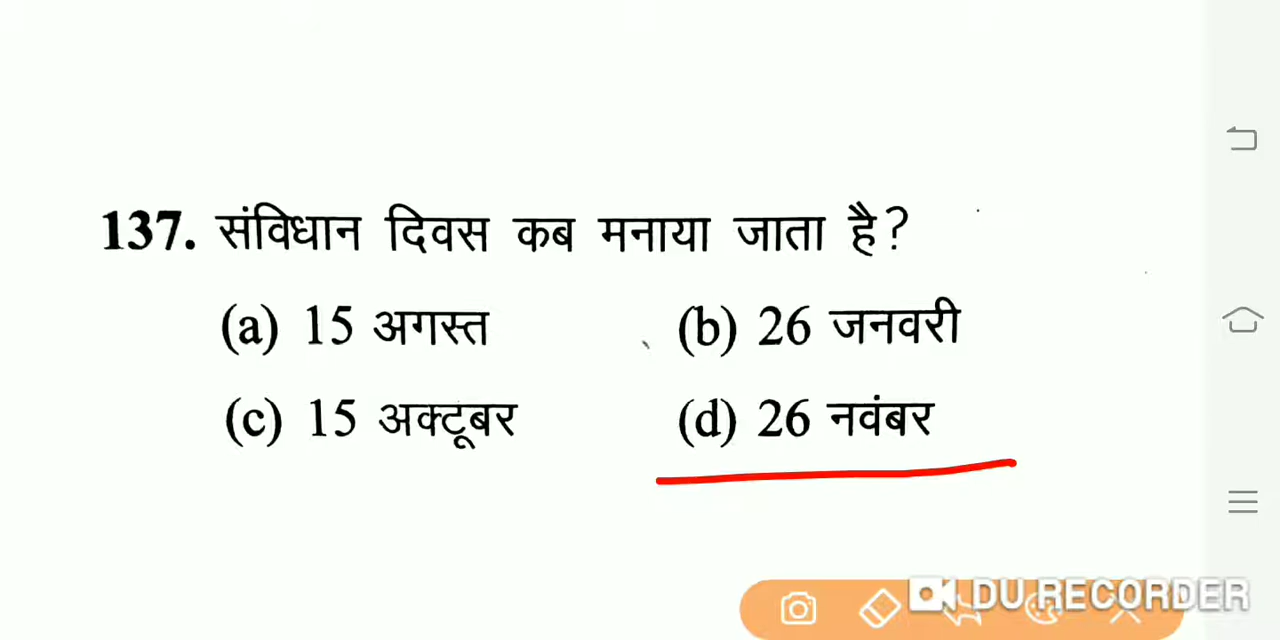 137. संविधान दिवस कब मनाया जाता है?
(a) 15 अगस्त (b) 26 जनवरी
(c) 15 अक्टूबर (d) 26 नवंबर
DU RECORDER